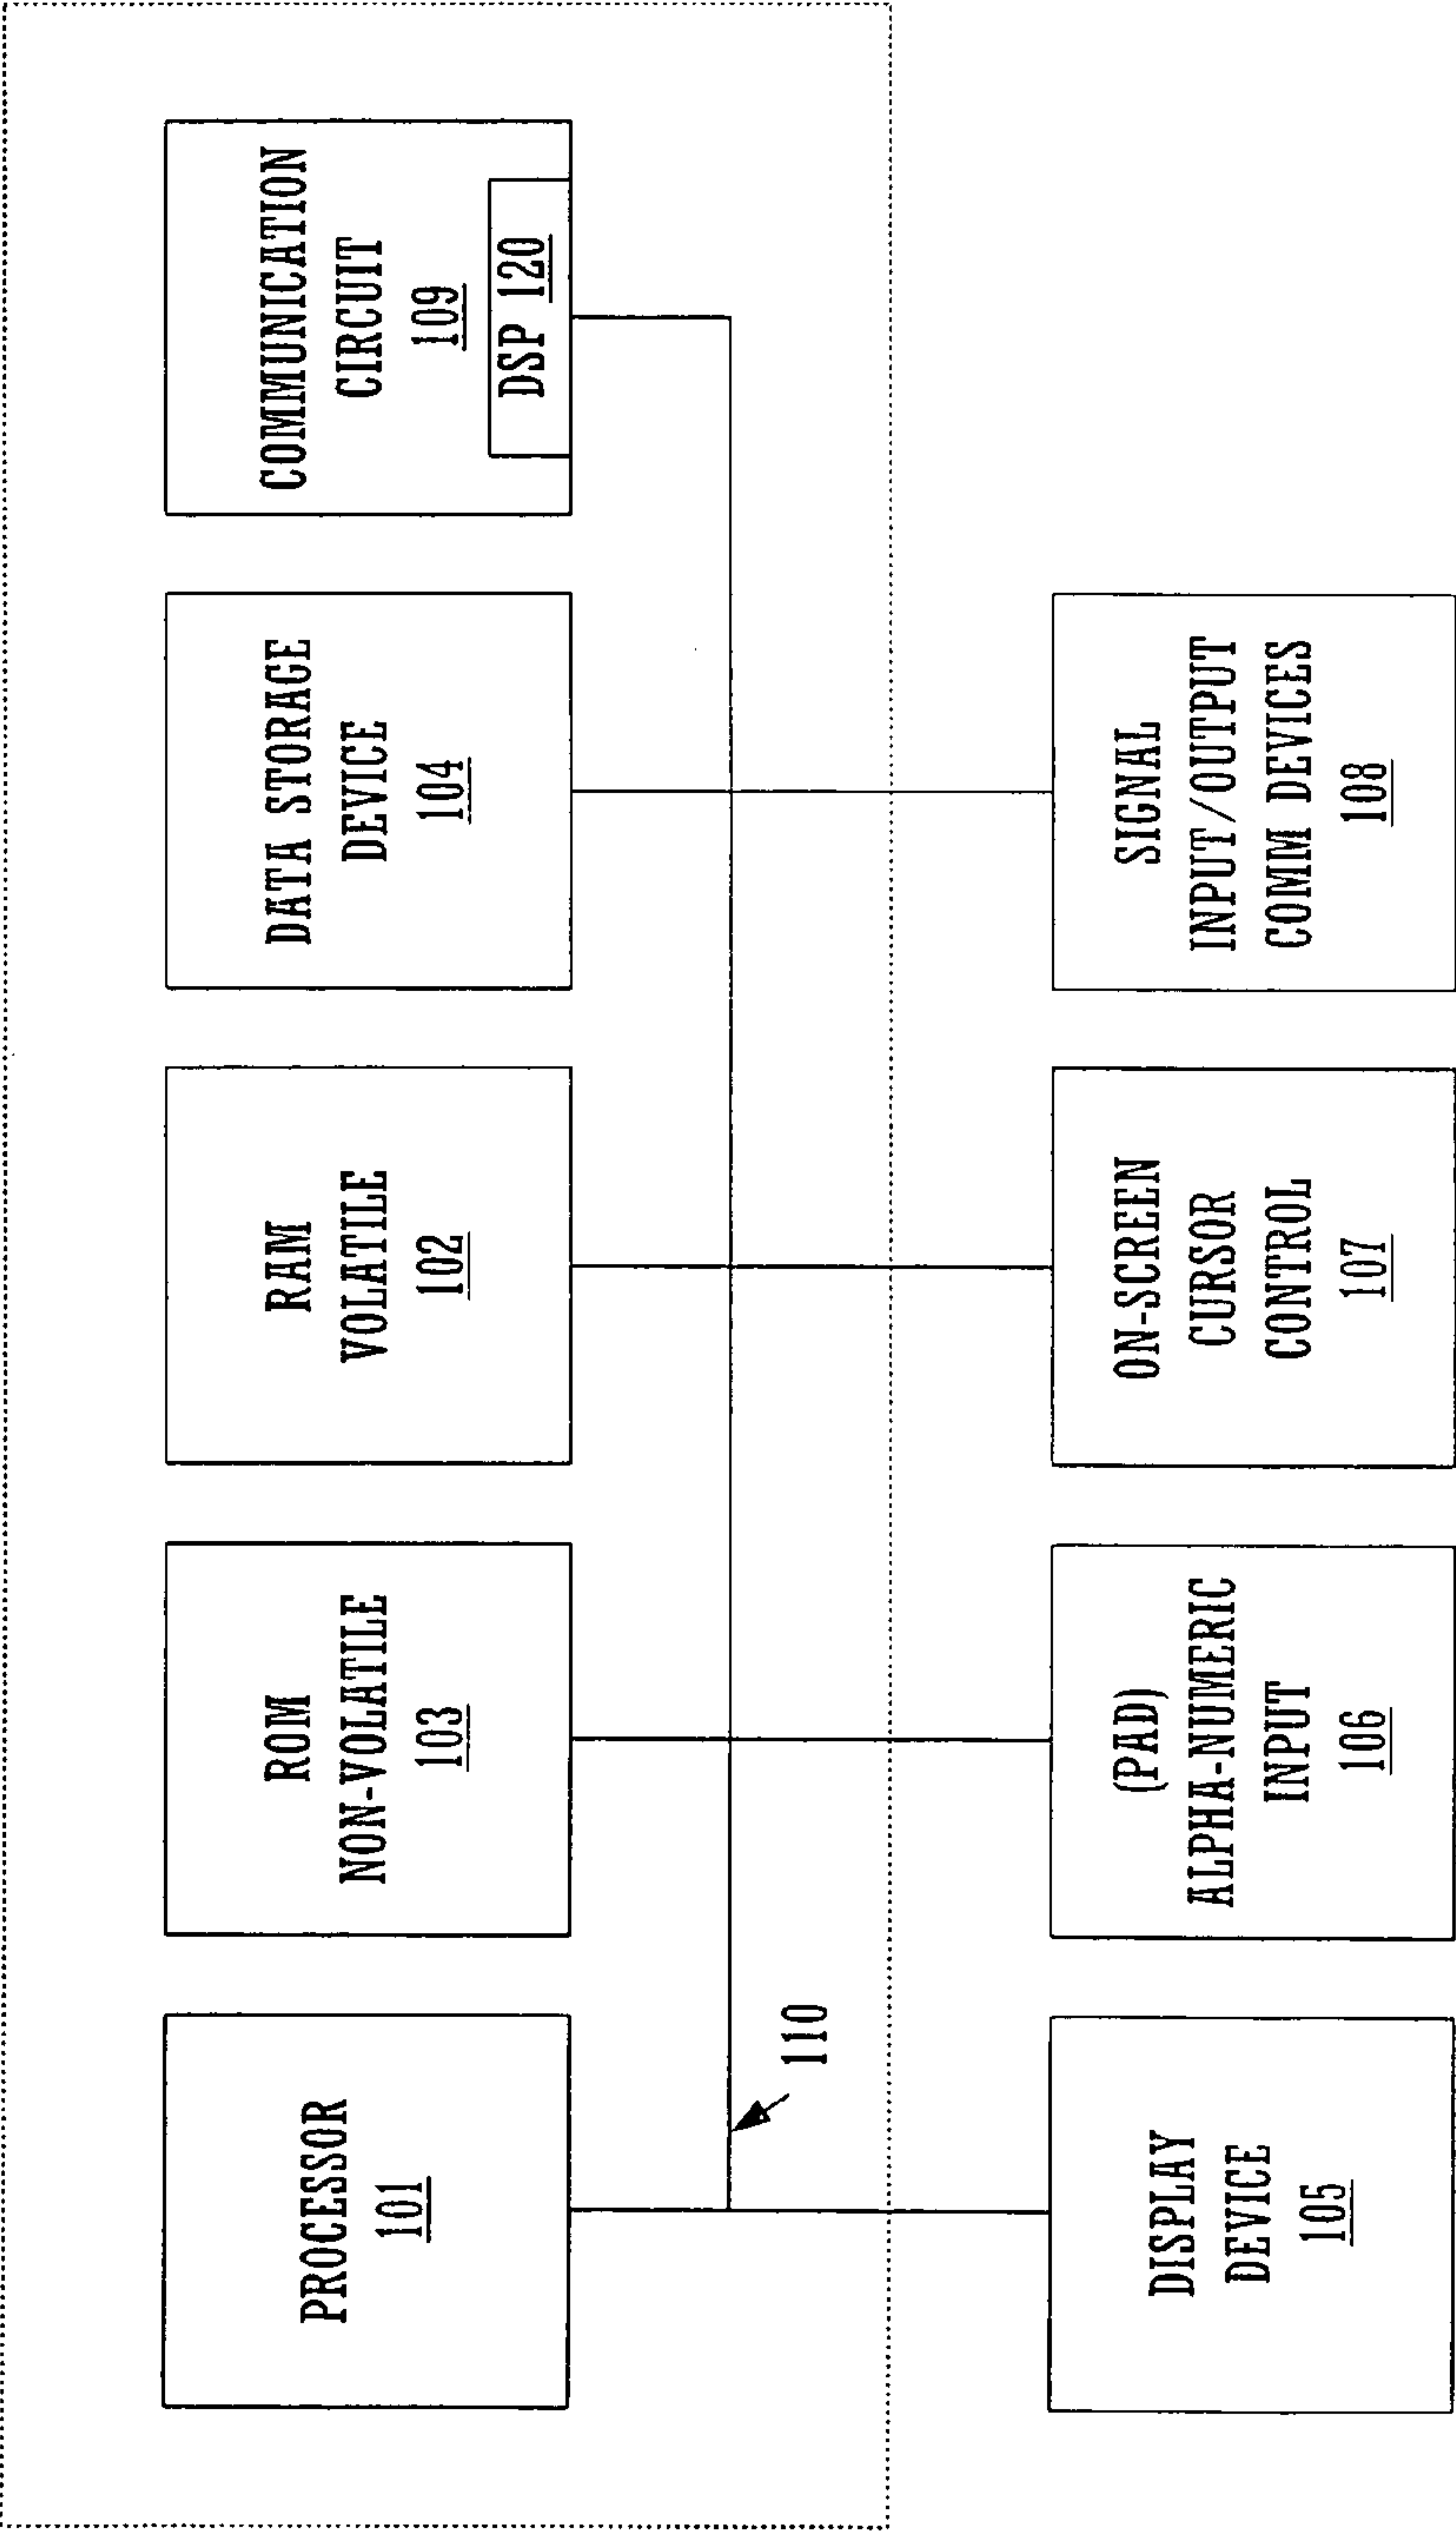 PROCESSOR
101
ROM
NON-VOLATILE
103
RAM
VOLATILE
102
DATA STORAGE
DEVICE
104
COMMUNICATION
CIRCUIT
109
DSP 120
110
DISPLAY
DEVICE
105
(PAD)
ALPHA-NUMERIC
INPUT
106
ON-SCREEN
CURSOR
CONTROL
107
SIGNAL
INPUT/OUTPUT
COMM DEVICES
108